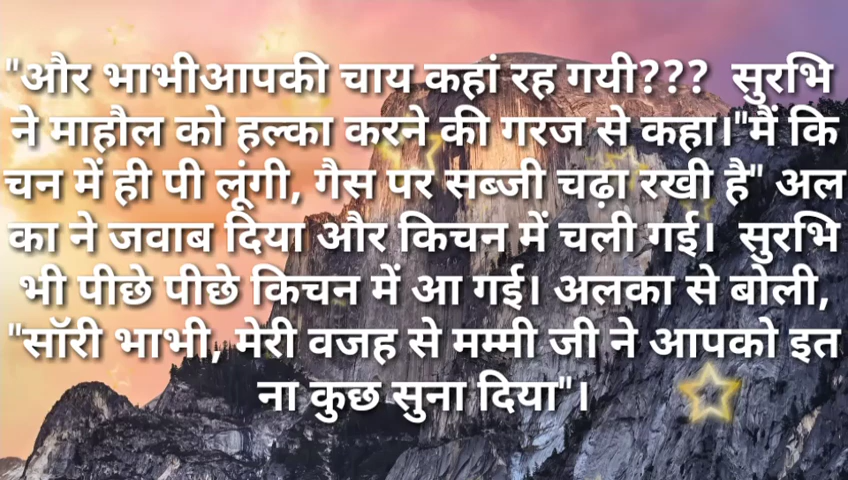 "और भाभीआपकी चाय कहां रह गयी??? सुरभि
ने माहौल को हल्का करने की गरज से कहा।"मैं कि
चन में ही पी लूंगी, गैस पर सब्जी चढ़ा रखी है" अल
का ने जवाब दिया और किचन में चली गई। सुरभि
भी पीछे पीछे किचन में आ गई। अलका से बोली,
"सॉरी भाभी, मेरी वजह से मम्मी जी ने आपको इत
ना कुछ सुना दिया"।